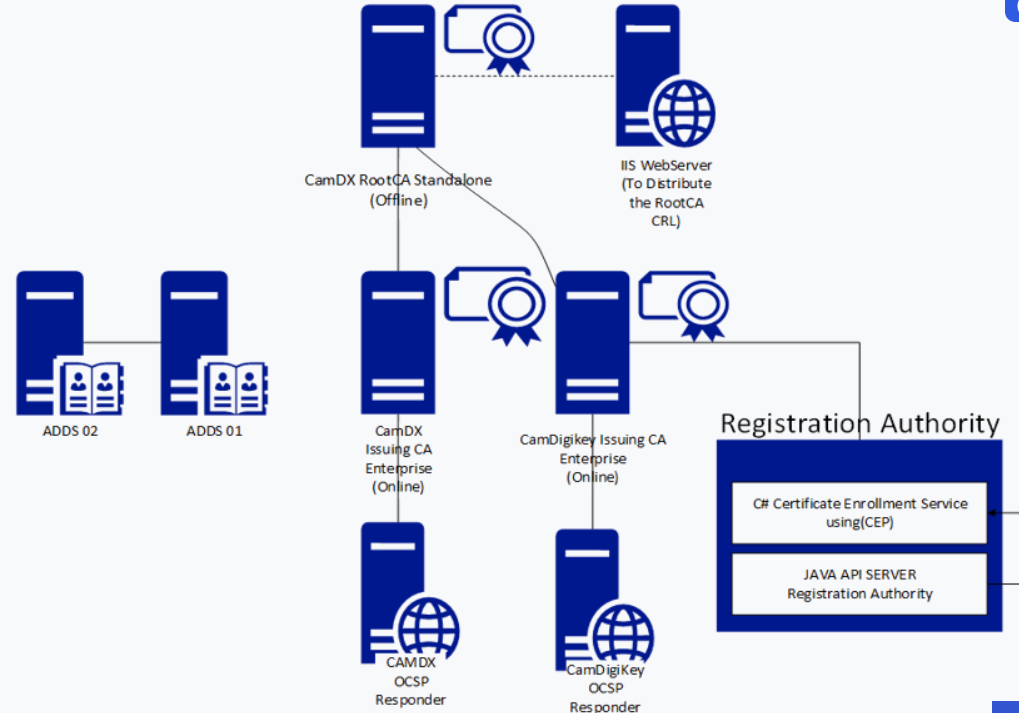 CamDX RootCA Standalone
(Offline)
IIS WebServer
(To Distribute
the RootCA
CRL)
ADDS 02
ADDS 01
CamDX
Issuing CA
Enterprise
(Online)
CamDigikey Issuing CA
Enterprise
(Online)
Registration Authority
C# Certificate Enrollment Service
using(CEP)
JAVA API SERVER
Registration Authority
CAMDX
OCSP
Responder
CamDigiKey
OCSP
Responder